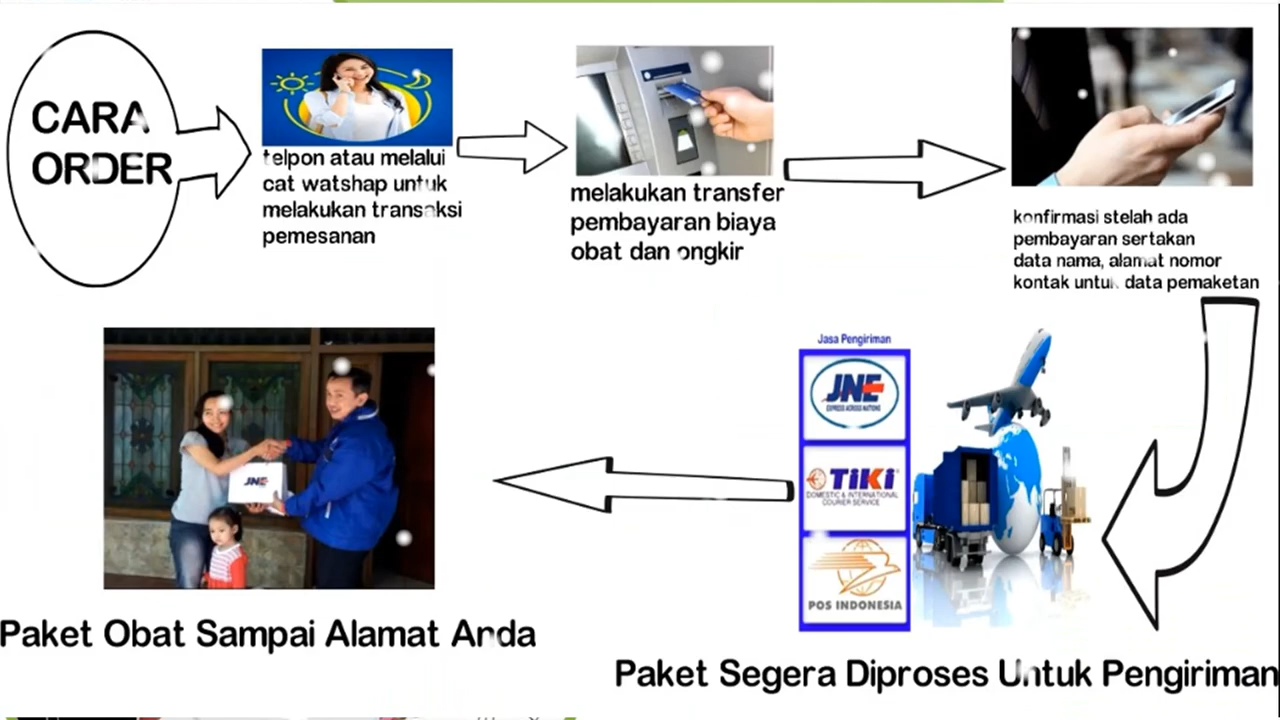 CARA
ORDER
telpon atau melalui
cat watshap untuk
melakukan transaksi
pemesanan
melakukan transfer
pembayaran biaya
obat dan ongkir
konfirmasi stelah ada
pembayaran sertakan
data nama, alamat nomor
kontak untuk data pemaketan
Jasa Pengiriman
JNE
EXPRESS ACROSS NATIONS
TIKI
DOMESTIC & INTERNATIONAL
COURIER SERVICE
POS INDONESIA
Paket Segera Diproses Untuk Pengiriman
JNE
Paket Obat Sampai Alamat Anda